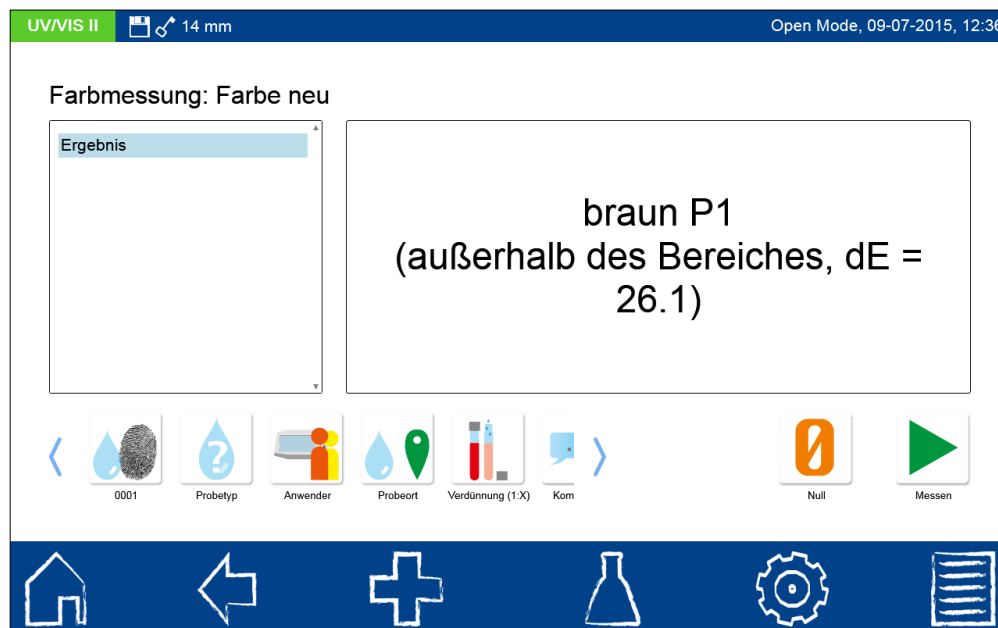 UV/VIS II 14 mm Open Mode, 09-07-2015, 12:36
Farbmessung: Farbe neu
Ergebnis
braun P1
(außerhalb des Bereiches, dE =
26.1)
0001 Probetyp Anwender Probeort Verdünnung (1:X) Kom Null Messen